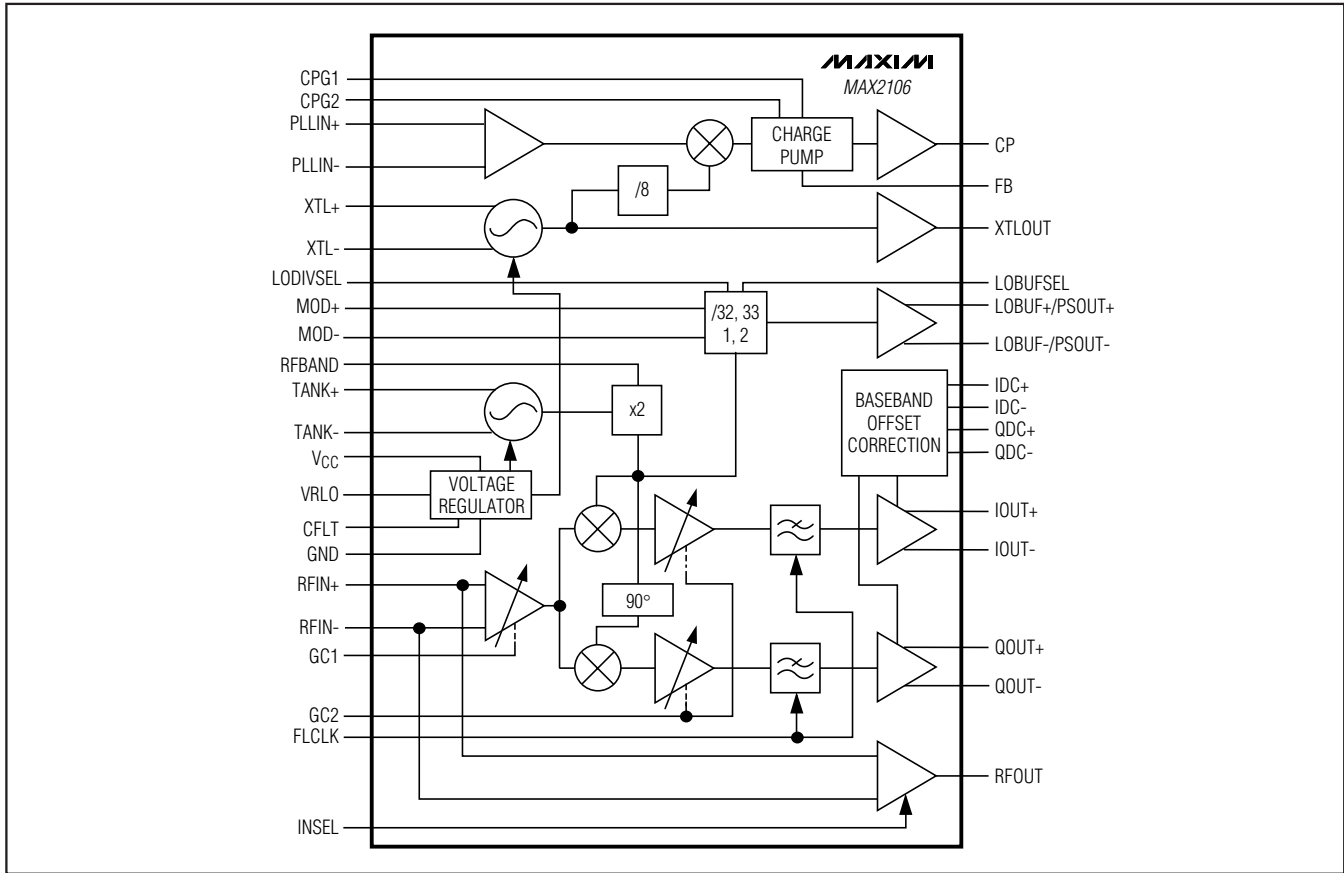 MAXIM
MAX2106
CPG1
CPG2
PLLIN+
PLLIN-
XTL+
XTL-
LODIVSEL
MOD+
MOD-
RFBAND
TANK+
TANK-
VCC
VRLO
CFLT
GND
RFIN+
RFIN-
GC1
GC2
FLCLK
INSEL
CHARGE
PUMP
/8
/32, 33
1, 2
x2
VOLTAGE
REGULATOR
90°
BASEBAND
OFFSET
CORRECTION
CP
FB
XTLOUT
LOBUFSEL
LOBUF+/PSOUT+
LOBUF-/PSOUT-
IDC+
IDC-
QDC+
QDC-
IOUT+
IOUT-
QOUT+
QOUT-
RFOUT